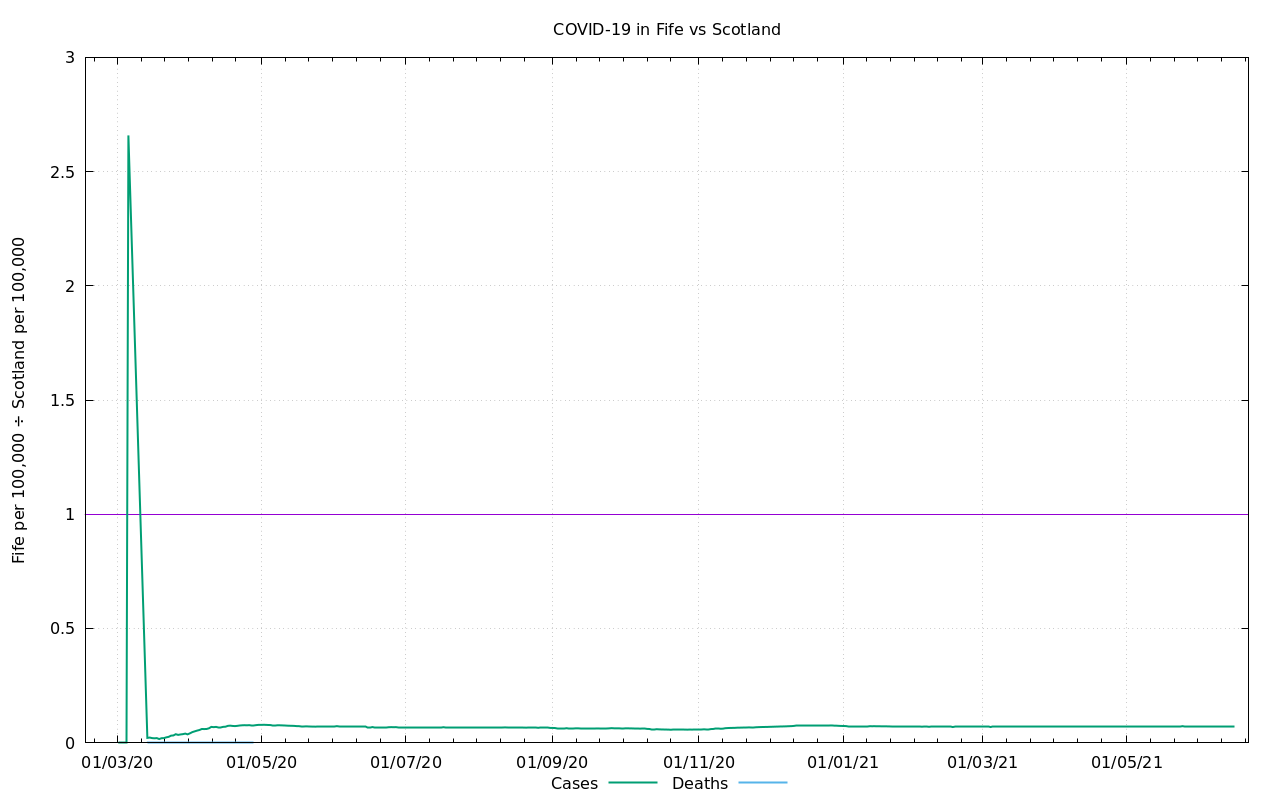 COVID-19 in Fife vs Scotland
Fife per 100,000 ÷ Scotland per 100,000
3
2.5
2
1.5
1
0.5
0
01/03/20 01/05/20 01/07/20 01/09/20 01/11/20 01/01/21 01/03/21 01/05/21
Cases Deaths